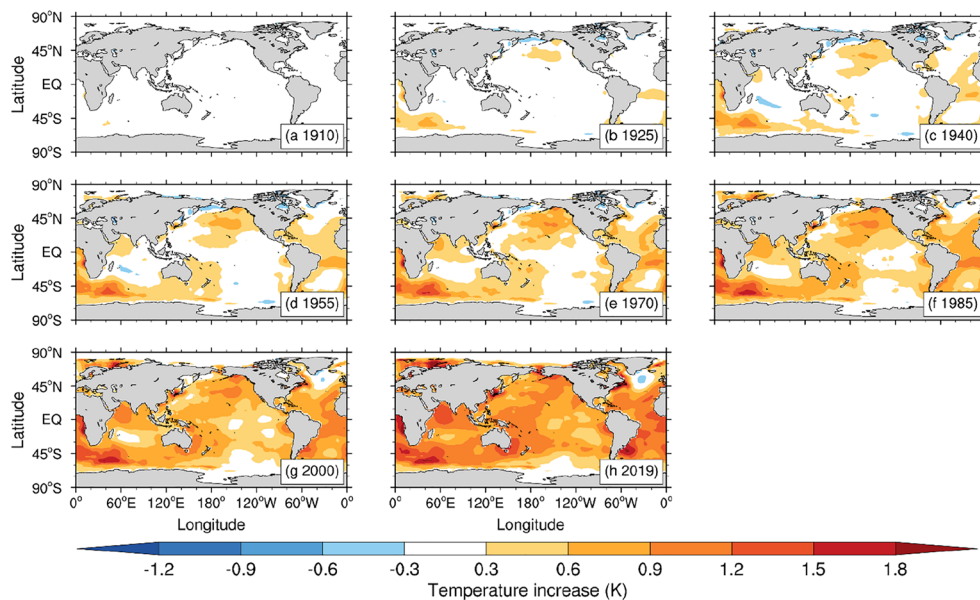 90°N
45°N
EQ
45°S
90°S
Latitude
(a 1910)
(b 1925)
(c 1940)
90°N
45°N
EQ
45°S
90°S
Latitude
(d 1955)
(e 1970)
(f 1985)
90°N
45°N
EQ
45°S
90°S
Latitude
(g 2000)
(h 2019)
0° 60°E 120°E 180° 120°W 60°W 0°
0° 60°E 120°E 180° 120°W 60°W 0°
Longitude
Longitude
-1.2 -0.9 -0.6 -0.3 0.3 0.6 0.9 1.2 1.5 1.8
Temperature increase (K)